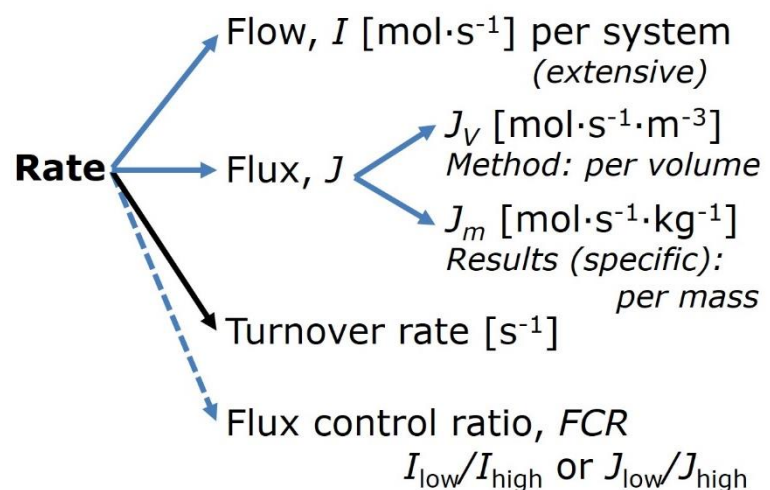 Flow, I [mol·s⁻¹] per system
(extensive)
J_V [mol·s⁻¹·m⁻³]
Method: per volume
Rate
Flux, J
J_m [mol·s⁻¹·kg⁻¹]
Results (specific):
per mass
Turnover rate [s⁻¹]
Flux control ratio, FCR
I_low/I_high or J_low/J_high